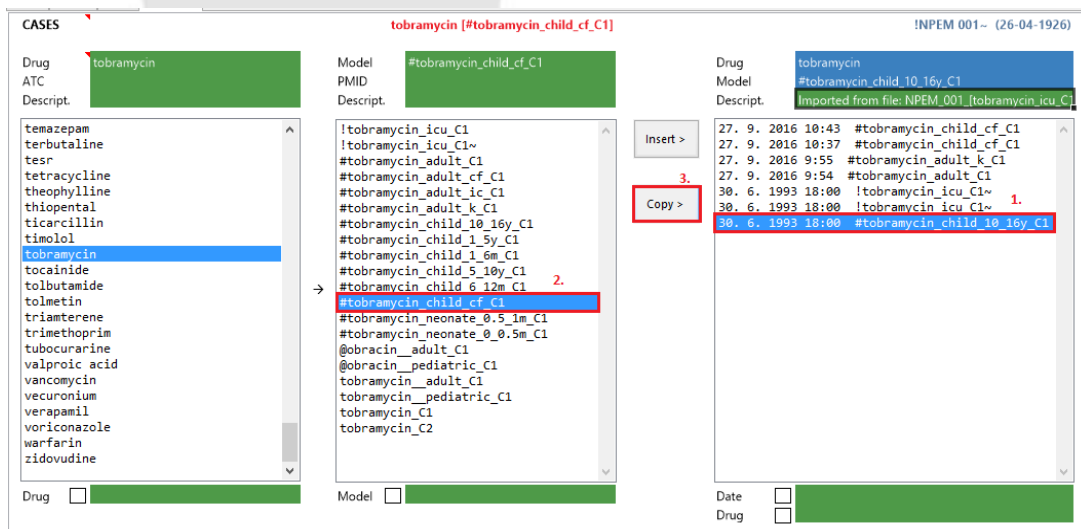 CASES
tobramycin [#tobramycin_child_cf_C1]
!NPEM 001~ (26-04-1926)
Drug tobramycin
ATC
Descript.
Model #tobramycin_child_cf_C1
PMID
Descript.
Drug tobramycin
Model #tobramycin_child_10_16y_C1
Descript. Imported from file: NPEM_001_[tobramycin_icu_C1
temazepam
terbutaline
tesr
tetracycline
theophylline
thiopental
ticarcillin
timolol
tobramycin
tocainide
tolbutamide
tolmetin
triamterene
trimethoprim
tubocurarine
valproic acid
vancomycin
vecuronium
verapamil
voriconazole
warfarin
zidovudine
→
!tobramycin_icu_C1
!tobramycin_icu_C1~
#tobramycin_adult_C1
#tobramycin_adult_cf_C1
#tobramycin_adult_ic_C1
#tobramycin_adult_k_C1
#tobramycin_child_10_16y_C1
#tobramycin_child_1_5y_C1
#tobramycin_child_1_6m_C1
#tobramycin_child_5_10y_C1
#tobramycin_child_6_12m_C1
2.
#tobramycin_child_cf_C1
#tobramycin_neonate_0.5_1m_C1
#tobramycin_neonate_0_0.5m_C1
@obracin__adult_C1
@obracin__pediatric_C1
tobramycin__adult_C1
tobramycin__pediatric_C1
tobramycin_C1
tobramycin_C2
Insert >
3.
Copy >
27. 9. 2016 10:43 #tobramycin_child_cf_C1
27. 9. 2016 10:37 #tobramycin_child_cf_C1
27. 9. 2016 9:55 #tobramycin_adult_k_C1
27. 9. 2016 9:54 #tobramycin_adult_C1
30. 6. 1993 18:00 !tobramycin_icu_C1~
1.
30. 6. 1993 18:00 !tobramycin_icu_C1~
30. 6. 1993 18:00 #tobramycin_child_10_16y_C1
Drug
Model
Date
Drug